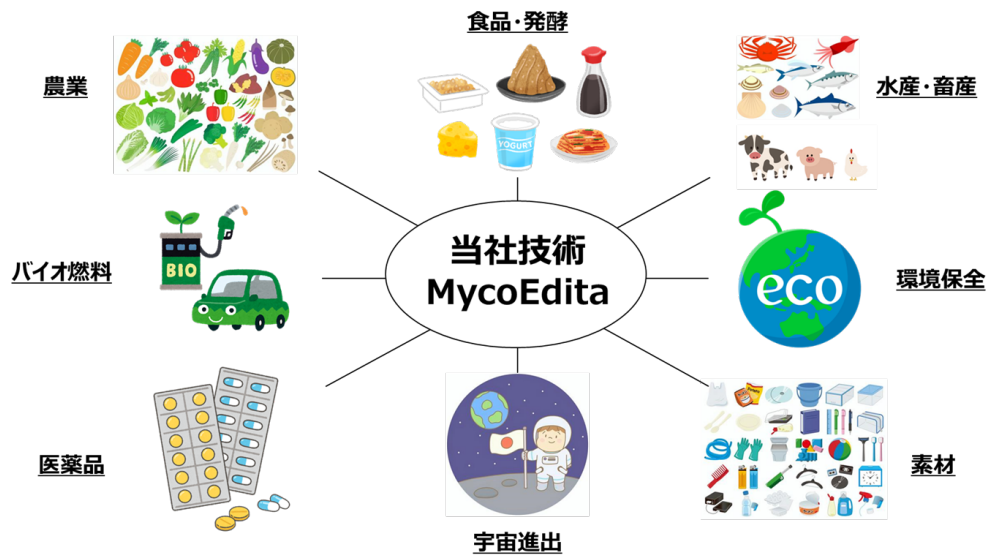 食品・発酵
農業
水産・畜産
YOGURT
当社技術
MycoEdita
バイオ燃料
BIO
eco
環境保全
医薬品
素材
宇宙進出